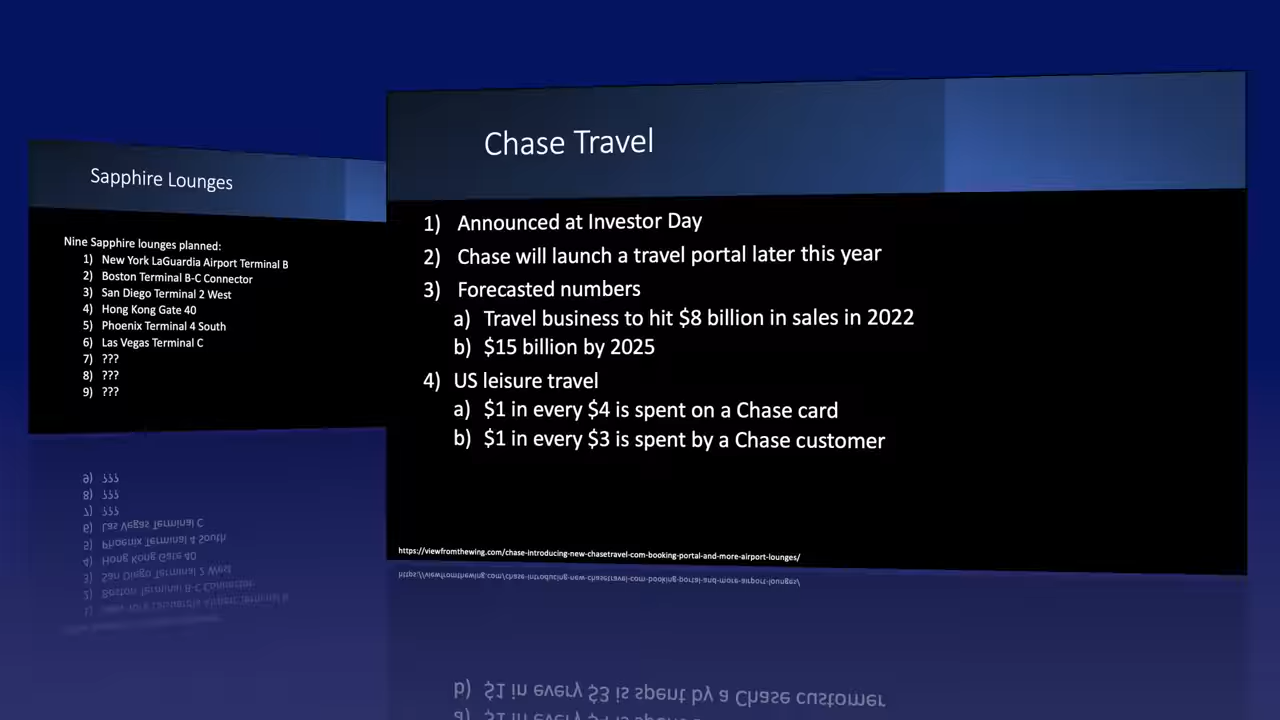 Sapphire Lounges
Nine Sapphire lounges planned:
1) New York LaGuardia Airport Terminal B
2) Boston Terminal B-C Connector
3) San Diego Terminal 2 West
4) Hong Kong Gate 40
5) Phoenix Terminal 4 South
6) Las Vegas Terminal C
7) ???
8) ???
9) ???
Chase Travel
1) Announced at Investor Day
2) Chase will launch a travel portal later this year
3) Forecasted numbers
a) Travel business to hit $8 billion in sales in 2022
b) $15 billion by 2025
4) US leisure travel
a) $1 in every $4 is spent on a Chase card
b) $1 in every $3 is spent by a Chase customer
https://viewfromthewing.com/chase-introducing-new-chasetravel-com-booking-portal-and-more-airport-lounges/